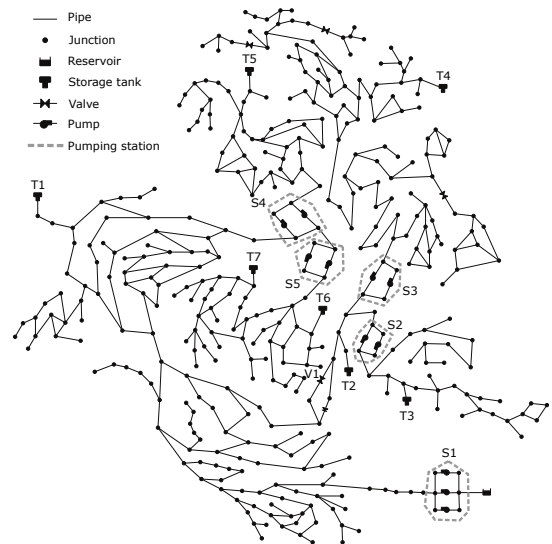 Pipe
Junction
Reservoir
Storage tank
Valve
Pump
Pumping station
T5
T4
T1
S4
T7
S5
T6
S3
S2
V1
T2
T3
S1